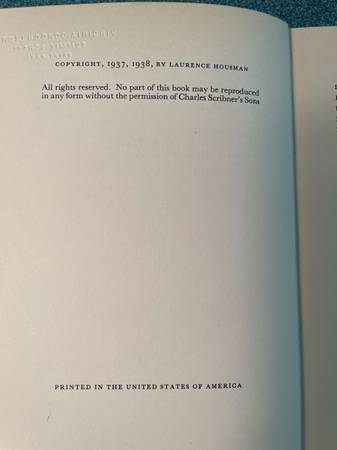 COPYRIGHT, 1937, 1938, BY LAURENCE HOUSMAN
All rights reserved. No part of this book may be reproduced
in any form without the permission of Charles Scribner's Sons
PRINTED IN THE UNITED STATES OF AMERICA